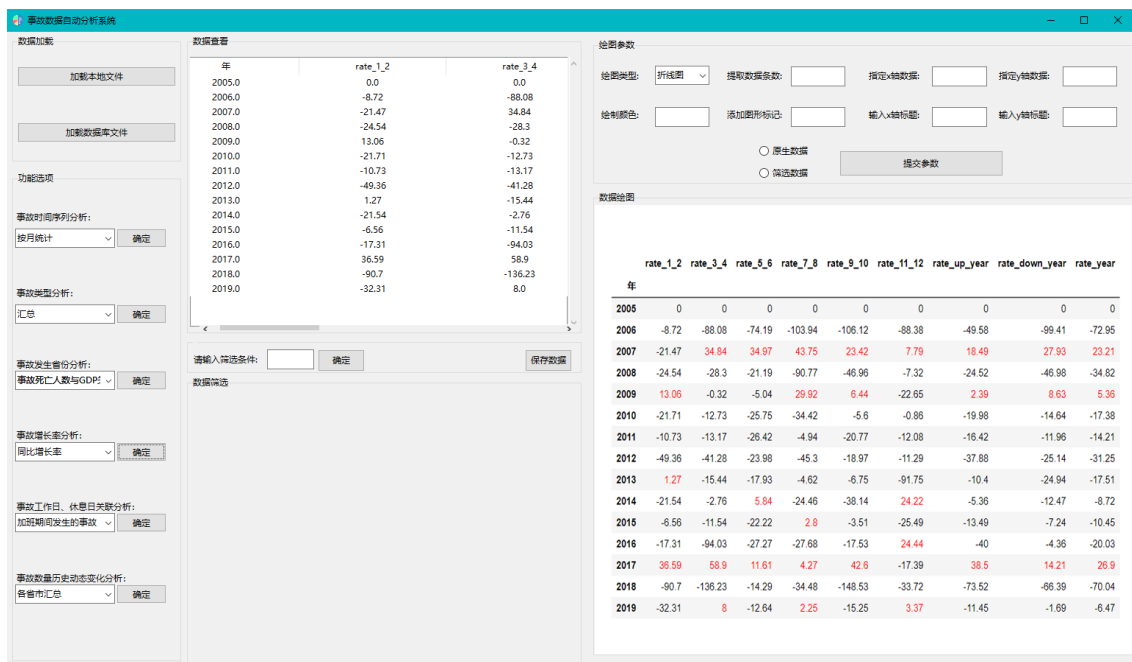 事故数据自动分析系统
数据加载
加载本地文件
加载数据库文件
功能选项
事故时间序列分析:
按月统计 确定
事故类型分析:
汇总 确定
事故发生省份分析:
事故死亡人数与GDP 确定
事故增长率分析:
同比增长率 确定
事故工作日、休息日关联分析:
加班期间发生的事故 确定
事故数量历史动态变化分析:
各省市汇总 确定
数据查看
年 rate_1_2 rate_3_4
2005.0 0.0 0.0
2006.0 -8.72 -88.08
2007.0 -21.47 34.84
2008.0 -24.54 -28.3
2009.0 13.06 -0.32
2010.0 -21.71 -12.73
2011.0 -10.73 -13.17
2012.0 -49.36 -41.28
2013.0 1.27 -15.44
2014.0 -21.54 -2.76
2015.0 -6.56 -11.54
2016.0 -17.31 -94.03
2017.0 36.59 58.9
2018.0 -90.7 -136.23
2019.0 -32.31 8.0
请输入筛选条件: 确定 保存数据
数据筛选
绘图参数
绘图类型: 折线图 提取数据条数: 指定x轴数据: 指定y轴数据:
绘制颜色: 添加图形标记: 输入x轴标题: 输入y轴标题:
原生数据
筛选数据
提交参数
数据绘图
rate_1_2 rate_3_4 rate_5_6 rate_7_8 rate_9_10 rate_11_12 rate_up_year rate_down_year rate_year
年
2005 0 0 0 0 0 0 0 0 0
2006 -8.72 -88.08 -74.19 -103.94 -106.12 -88.38 -49.58 -99.41 -72.95
2007 -21.47 34.84 34.97 43.75 23.42 7.79 18.49 27.93 23.21
2008 -24.54 -28.3 -21.19 -90.77 -46.96 -7.32 -24.52 -46.98 -34.82
2009 13.06 -0.32 -5.04 29.92 6.44 -22.65 2.39 8.63 5.36
2010 -21.71 -12.73 -25.75 -34.42 -5.6 -0.86 -19.98 -14.64 -17.38
2011 -10.73 -13.17 -26.42 -4.94 -20.77 -12.08 -16.42 -11.96 -14.21
2012 -49.36 -41.28 -23.98 -45.3 -18.97 -11.29 -37.88 -25.14 -31.25
2013 1.27 -15.44 -17.93 -4.62 -6.75 -91.75 -10.4 -24.94 -17.51
2014 -21.54 -2.76 5.84 -24.46 -38.14 24.22 -5.36 -12.47 -8.72
2015 -6.56 -11.54 -22.22 2.8 -3.51 -25.49 -13.49 -7.24 -10.45
2016 -17.31 -94.03 -27.27 -27.68 -17.53 24.44 -40 -4.36 -20.03
2017 36.59 58.9 11.61 4.27 42.6 -17.39 38.5 14.21 26.9
2018 -90.7 -136.23 -14.29 -34.48 -148.53 -33.72 -73.52 -66.39 -70.04
2019 -32.31 8 -12.64 2.25 -15.25 3.37 -11.45 -1.69 -6.47